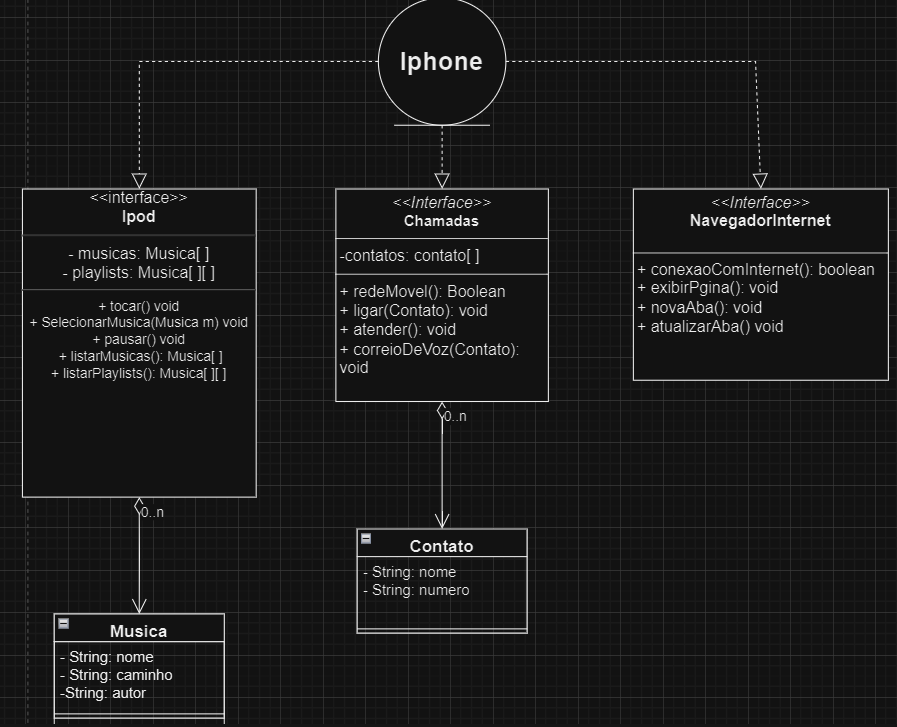 Iphone
<<interface>>
Ipod
- musicas: Musica[ ]
- playlists: Musica[ ][ ]
+ tocar() void
+ SelecionarMusica(Musica m) void
+ pausar() void
+ listarMusicas(): Musica[ ]
+ listarPlaylists(): Musica[ ][ ]
0..n
Musica
- String: nome
- String: caminho
-String: autor
<<Interface>>
Chamadas
-contatos: contato[ ]
+ redeMovel(): Boolean
+ ligar(Contato): void
+ atender(): void
+ correioDeVoz(Contato):
void
0..n
Contato
- String: nome
- String: numero
<<Interface>>
NavegadorInternet
+ conexaoComInternet(): boolean
+ exibirPgina(): void
+ novaAba(): void
+ atualizarAba() void